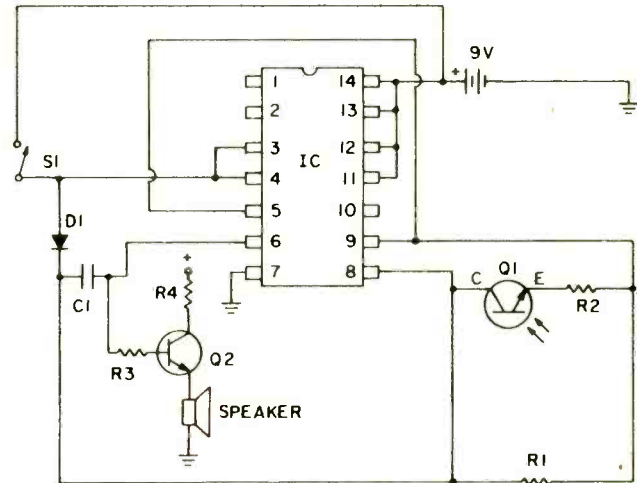 9V
+
1 14
2 13
3 12
IC
4 11
5 10
6 9
7 8
S1
D1
C1
+
R4
R3
Q2
SPEAKER
C Q1 E
R2
R1